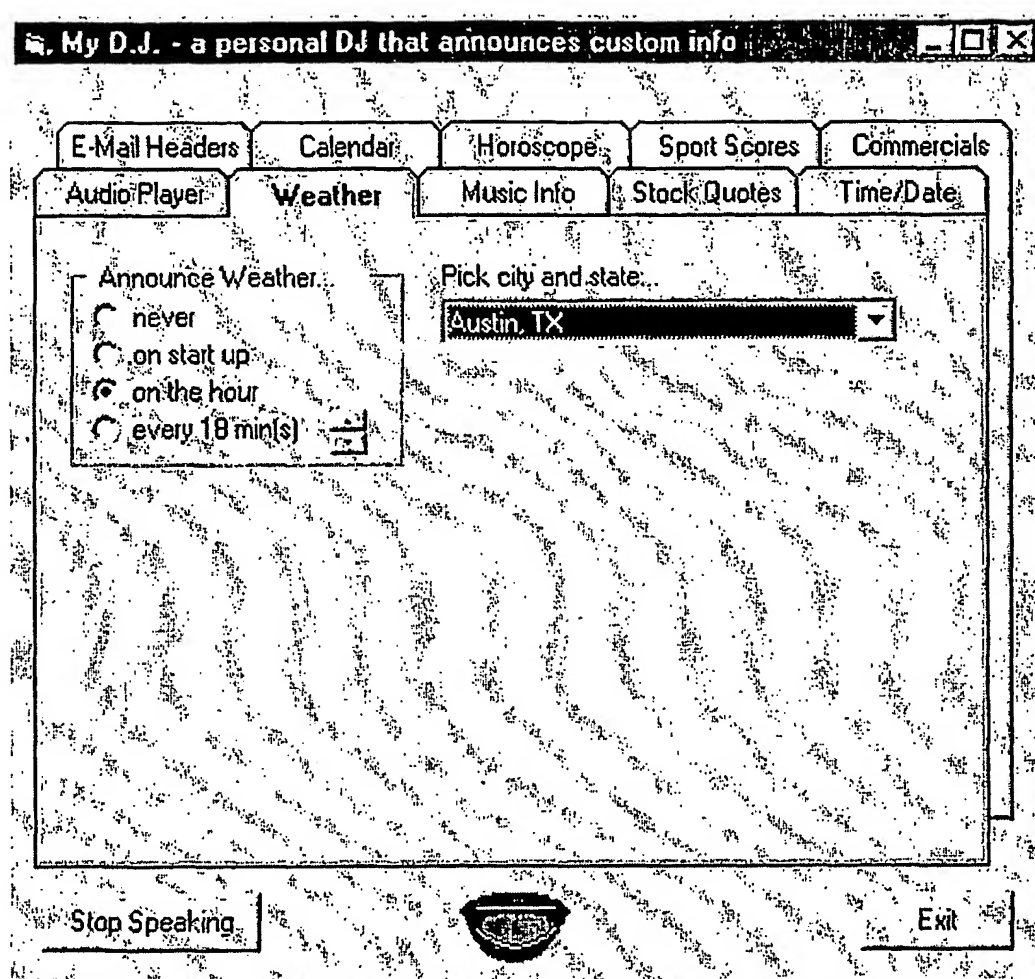 My D.J. - a personal DJ that announces custom info
E-Mail Headers Calendar Horoscope Sport Scores Commercials
Audio Player Weather Music Info Stock Quotes Time/Date
Announce Weather... Pick city and state...
never Austin, TX
on start up
on the hour
every 18 min(s)
Stop Speaking Exit